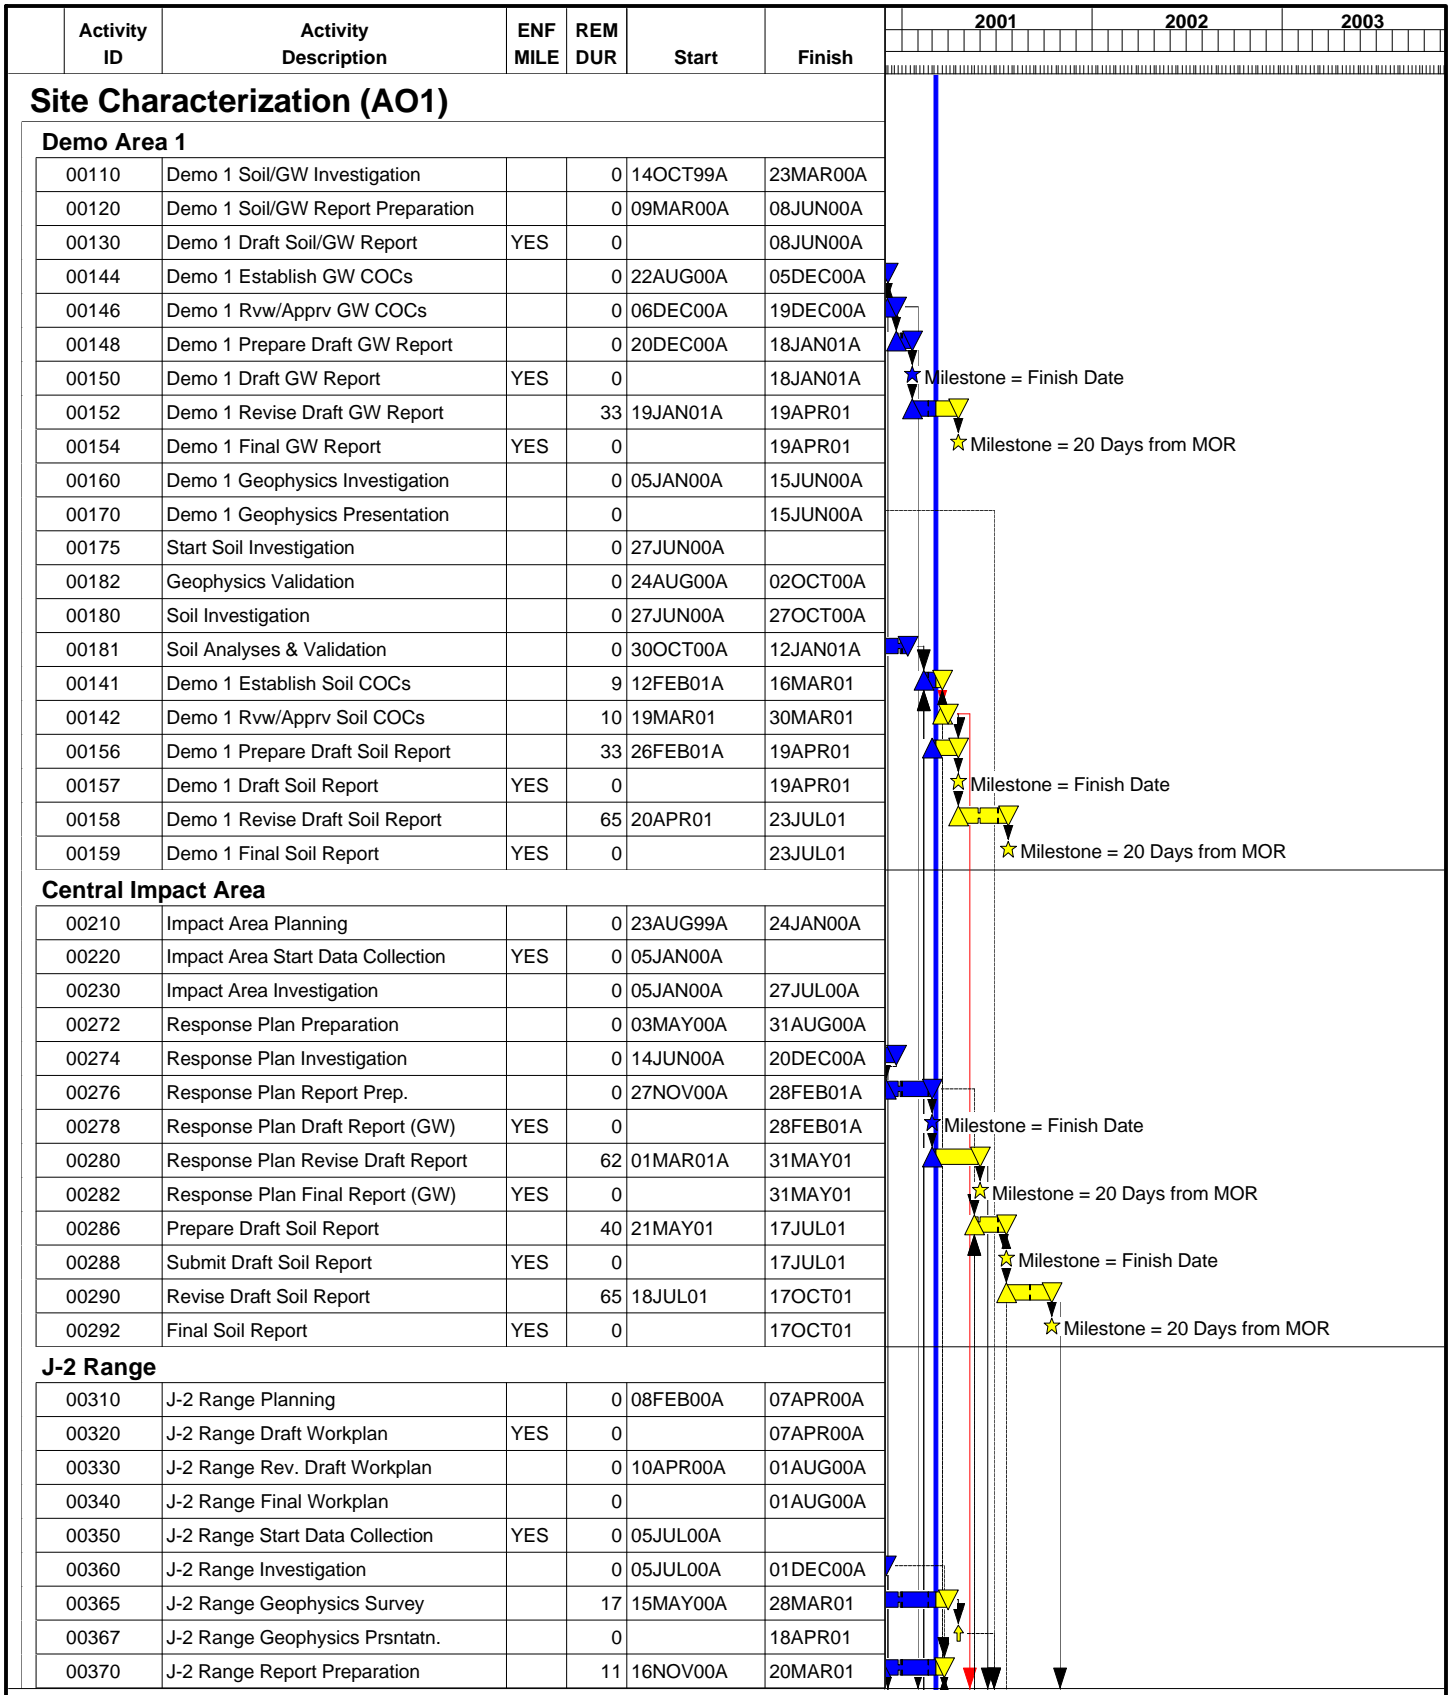 Activity ID Activity Description ENF MILE REM DUR Start Finish 2001 2002 2003
Site Characterization (AO1)
Demo Area 1
00110 Demo 1 Soil/GW Investigation 0 14OCT99A 23MAR00A
00120 Demo 1 Soil/GW Report Preparation 0 09MAR00A 08JUN00A
00130 Demo 1 Draft Soil/GW Report YES 0 08JUN00A
00144 Demo 1 Establish GW COCs 0 22AUG00A 05DEC00A
00146 Demo 1 Rvw/Apprv GW COCs 0 06DEC00A 19DEC00A
00148 Demo 1 Prepare Draft GW Report 0 20DEC00A 18JAN01A
00150 Demo 1 Draft GW Report YES 0 18JAN01A Milestone = Finish Date
00152 Demo 1 Revise Draft GW Report 33 19JAN01A 19APR01
00154 Demo 1 Final GW Report YES 0 19APR01 Milestone = 20 Days from MOR
00160 Demo 1 Geophysics Investigation 0 05JAN00A 15JUN00A
00170 Demo 1 Geophysics Presentation 0 15JUN00A
00175 Start Soil Investigation 0 27JUN00A
00182 Geophysics Validation 0 24AUG00A 02OCT00A
00180 Soil Investigation 0 27JUN00A 27OCT00A
00181 Soil Analyses & Validation 0 30OCT00A 12JAN01A
00141 Demo 1 Establish Soil COCs 9 12FEB01A 16MAR01
00142 Demo 1 Rvw/Apprv Soil COCs 10 19MAR01 30MAR01
00156 Demo 1 Prepare Draft Soil Report 33 26FEB01A 19APR01
00157 Demo 1 Draft Soil Report YES 0 19APR01 Milestone = Finish Date
00158 Demo 1 Revise Draft Soil Report 65 20APR01 23JUL01
00159 Demo 1 Final Soil Report YES 0 23JUL01 Milestone = 20 Days from MOR
Central Impact Area
00210 Impact Area Planning 0 23AUG99A 24JAN00A
00220 Impact Area Start Data Collection YES 0 05JAN00A
00230 Impact Area Investigation 0 05JAN00A 27JUL00A
00272 Response Plan Preparation 0 03MAY00A 31AUG00A
00274 Response Plan Investigation 0 14JUN00A 20DEC00A
00276 Response Plan Report Prep. 0 27NOV00A 28FEB01A
00278 Response Plan Draft Report (GW) YES 0 28FEB01A Milestone = Finish Date
00280 Response Plan Revise Draft Report 62 01MAR01A 31MAY01
00282 Response Plan Final Report (GW) YES 0 31MAY01 Milestone = 20 Days from MOR
00286 Prepare Draft Soil Report 40 21MAY01 17JUL01
00288 Submit Draft Soil Report YES 0 17JUL01 Milestone = Finish Date
00290 Revise Draft Soil Report 65 18JUL01 17OCT01
00292 Final Soil Report YES 0 17OCT01 Milestone = 20 Days from MOR
J-2 Range
00310 J-2 Range Planning 0 08FEB00A 07APR00A
00320 J-2 Range Draft Workplan YES 0 07APR00A
00330 J-2 Range Rev. Draft Workplan 0 10APR00A 01AUG00A
00340 J-2 Range Final Workplan 0 01AUG00A
00350 J-2 Range Start Data Collection YES 0 05JUL00A
00360 J-2 Range Investigation 0 05JUL00A 01DEC00A
00365 J-2 Range Geophysics Survey 17 15MAY00A 28MAR01
00367 J-2 Range Geophysics Prsntatn. 0 18APR01
00370 J-2 Range Report Preparation 11 16NOV00A 20MAR01